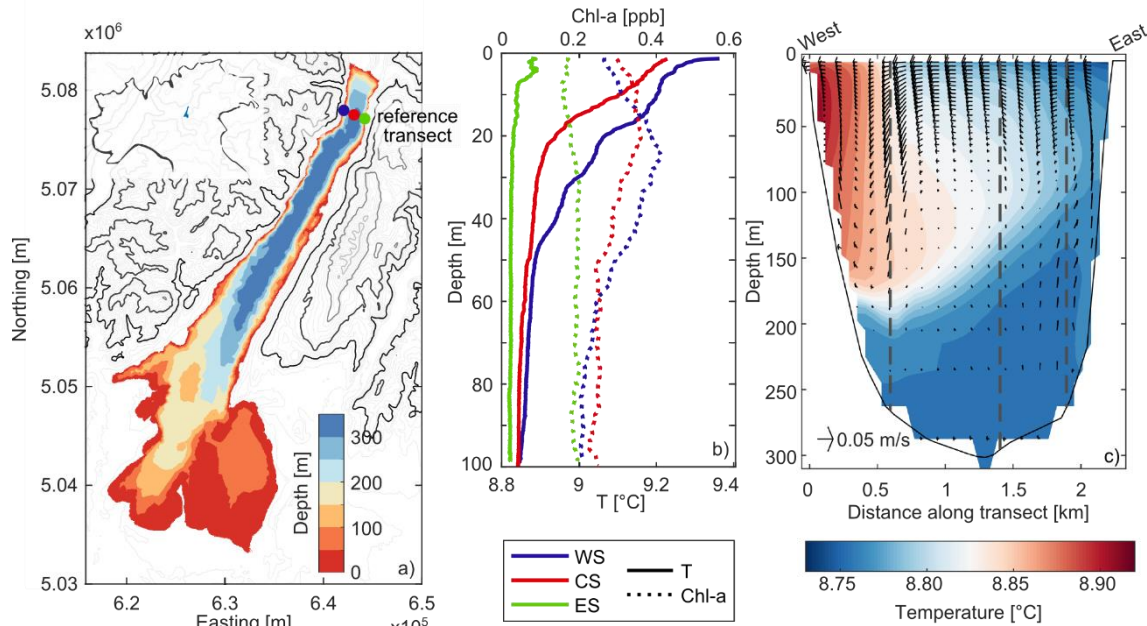 x10⁶
5.08
5.07
5.06
5.05
5.04
5.03
Northing [m]
6.2
6.3
6.4
6.5
Easting [m]
x10⁵
reference
transect
Depth [m]
300
200
100
0
a)
Chl-a [ppb]
0
0.2
0.4
0.6
0
20
40
60
80
100
Depth [m]
8.8
9
9.2
9.4
T [°C]
b)
WS
CS
ES
T
Chl-a
West
East
0
50
100
150
200
250
300
Depth [m]
0.05 m/s
c)
0
0.5
1
1.5
2
Distance along transect [km]
8.75
8.80
8.85
8.90
Temperature [°C]